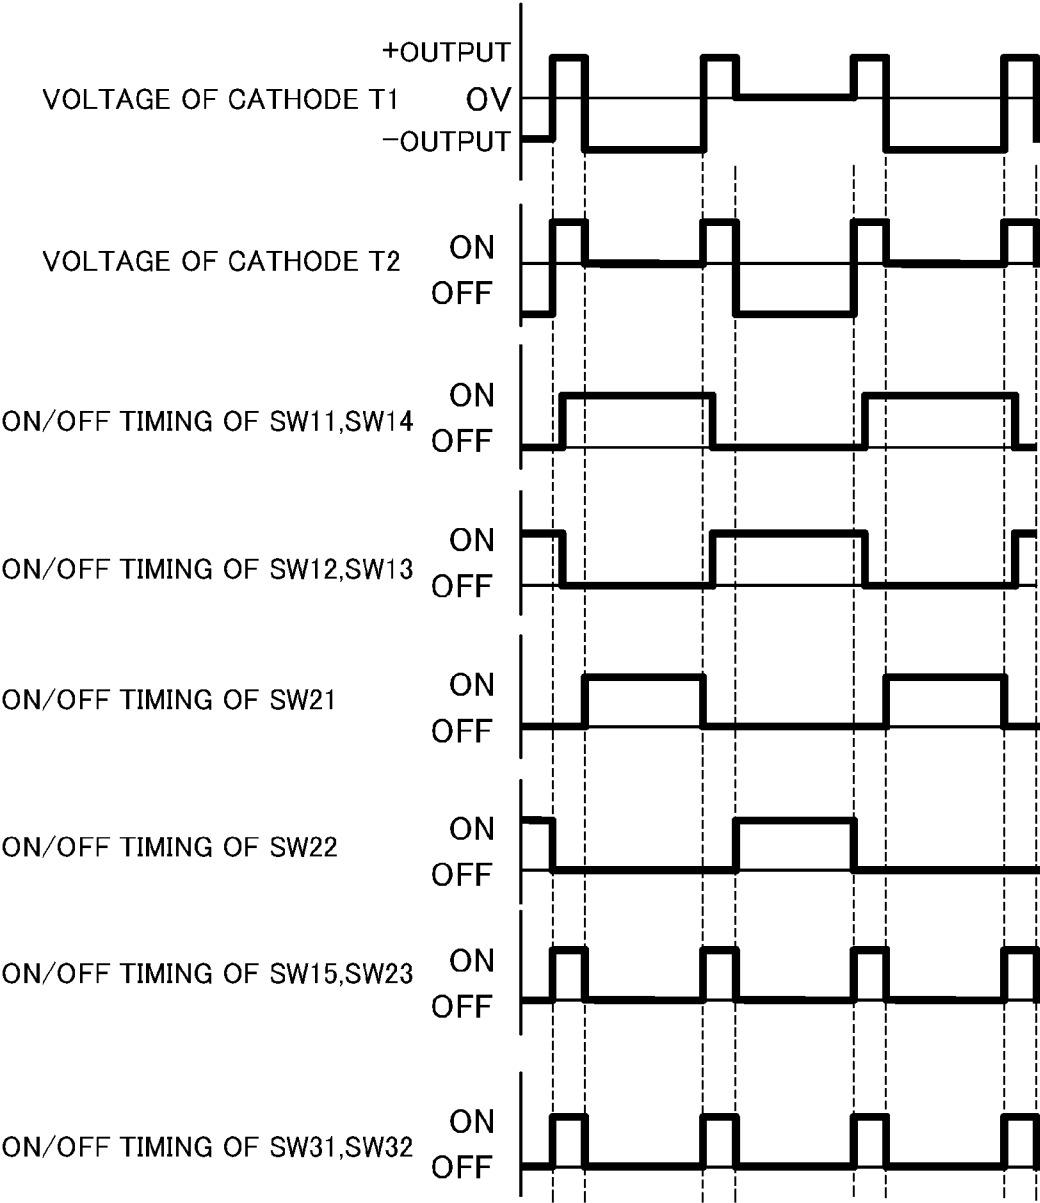 +OUTPUT
VOLTAGE OF CATHODE T1 0V
−OUTPUT
ON
VOLTAGE OF CATHODE T2
OFF
ON
ON/OFF TIMING OF SW11,SW14
OFF
ON
ON/OFF TIMING OF SW12,SW13
OFF
ON
ON/OFF TIMING OF SW21
OFF
ON
ON/OFF TIMING OF SW22
OFF
ON
ON/OFF TIMING OF SW15,SW23
OFF
ON
ON/OFF TIMING OF SW31,SW32
OFF